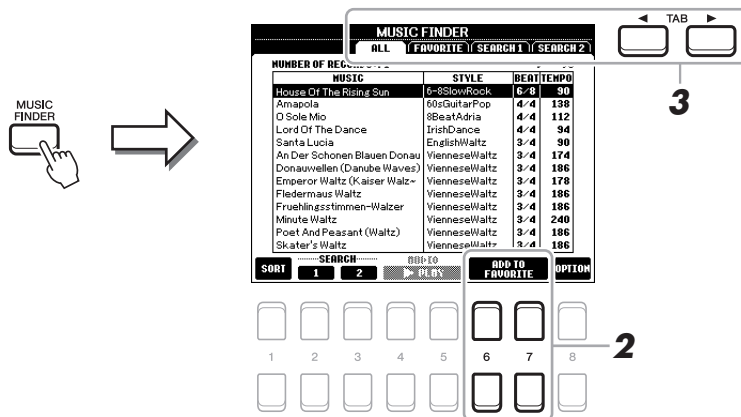 MUSIC FINDER
TAB
3
MUSIC FINDER
ALL FAVORITE SEARCH 1 SEARCH 2
NUMBER OF
MUSIC STYLE BEAT TEMPO
House Of The Rising Sun 6-8SlowRock 6/8 90
Amapola 60sGuitarPop 4/4 138
O Sole Mio 8BeatAdria 4/4 112
Lord Of The Dance IrishDance 4/4 94
Santa Lucia EnglishWaltz 3/4 90
An Der Schonen Blauen Donau VienneseWaltz 3/4 174
Donauwellen (Danube Waves) VienneseWaltz 3/4 186
Emperor Waltz (Kaiser Walz~ VienneseWaltz 3/4 178
Fledermaus Waltz VienneseWaltz 3/4 186
Fruehlingsstimmen-Walzer VienneseWaltz 3/4 186
Minute Waltz VienneseWaltz 3/4 240
Poet And Peasant (Waltz) VienneseWaltz 3/4 186
Skater's Waltz VienneseWaltz 3/4 186
SORT SEARCH 1 2 PLAY ADD TO FAVORITE OPTION
1 2 3 4 5 6 7 8
2